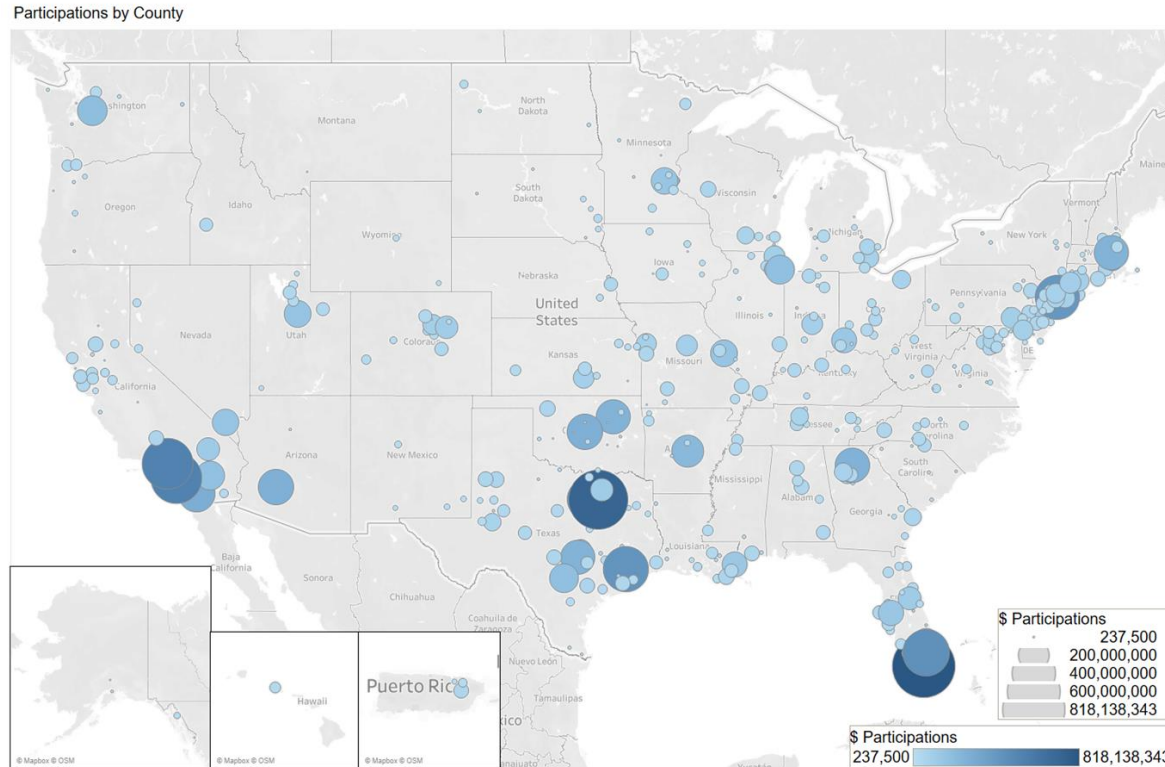 Participations by County
Washington
Montana
North
Dakota
Minnesota
Maine
Oregon
Idaho
South
Dakota
Wisconsin
Michigan
Vermont
New York
Wyoming
Iowa
Nebraska
Pennsylvania
United
States
Nevada
Utah
Colorado
Illinois
Kansas
Missouri
West
Virginia
DE
Virginia
Kentucky
California
Arizona
New Mexico
North
Carolina
South
Carolina
Mississippi
Alabam
Georgia
Texas
Louisiana
Baja
California
Sonora
Chihuahua
Coahuila de
Zaragoza
Nuevo León
Tamaulipas
Hawaii
Puerto Ric
xico
© Mapbox © OSM
© Mapbox © OSM
© Mapbox © OSM
$ Participations
237,500
200,000,000
400,000,000
600,000,000
818,138,343
$ Participations
237,500
818,138,343